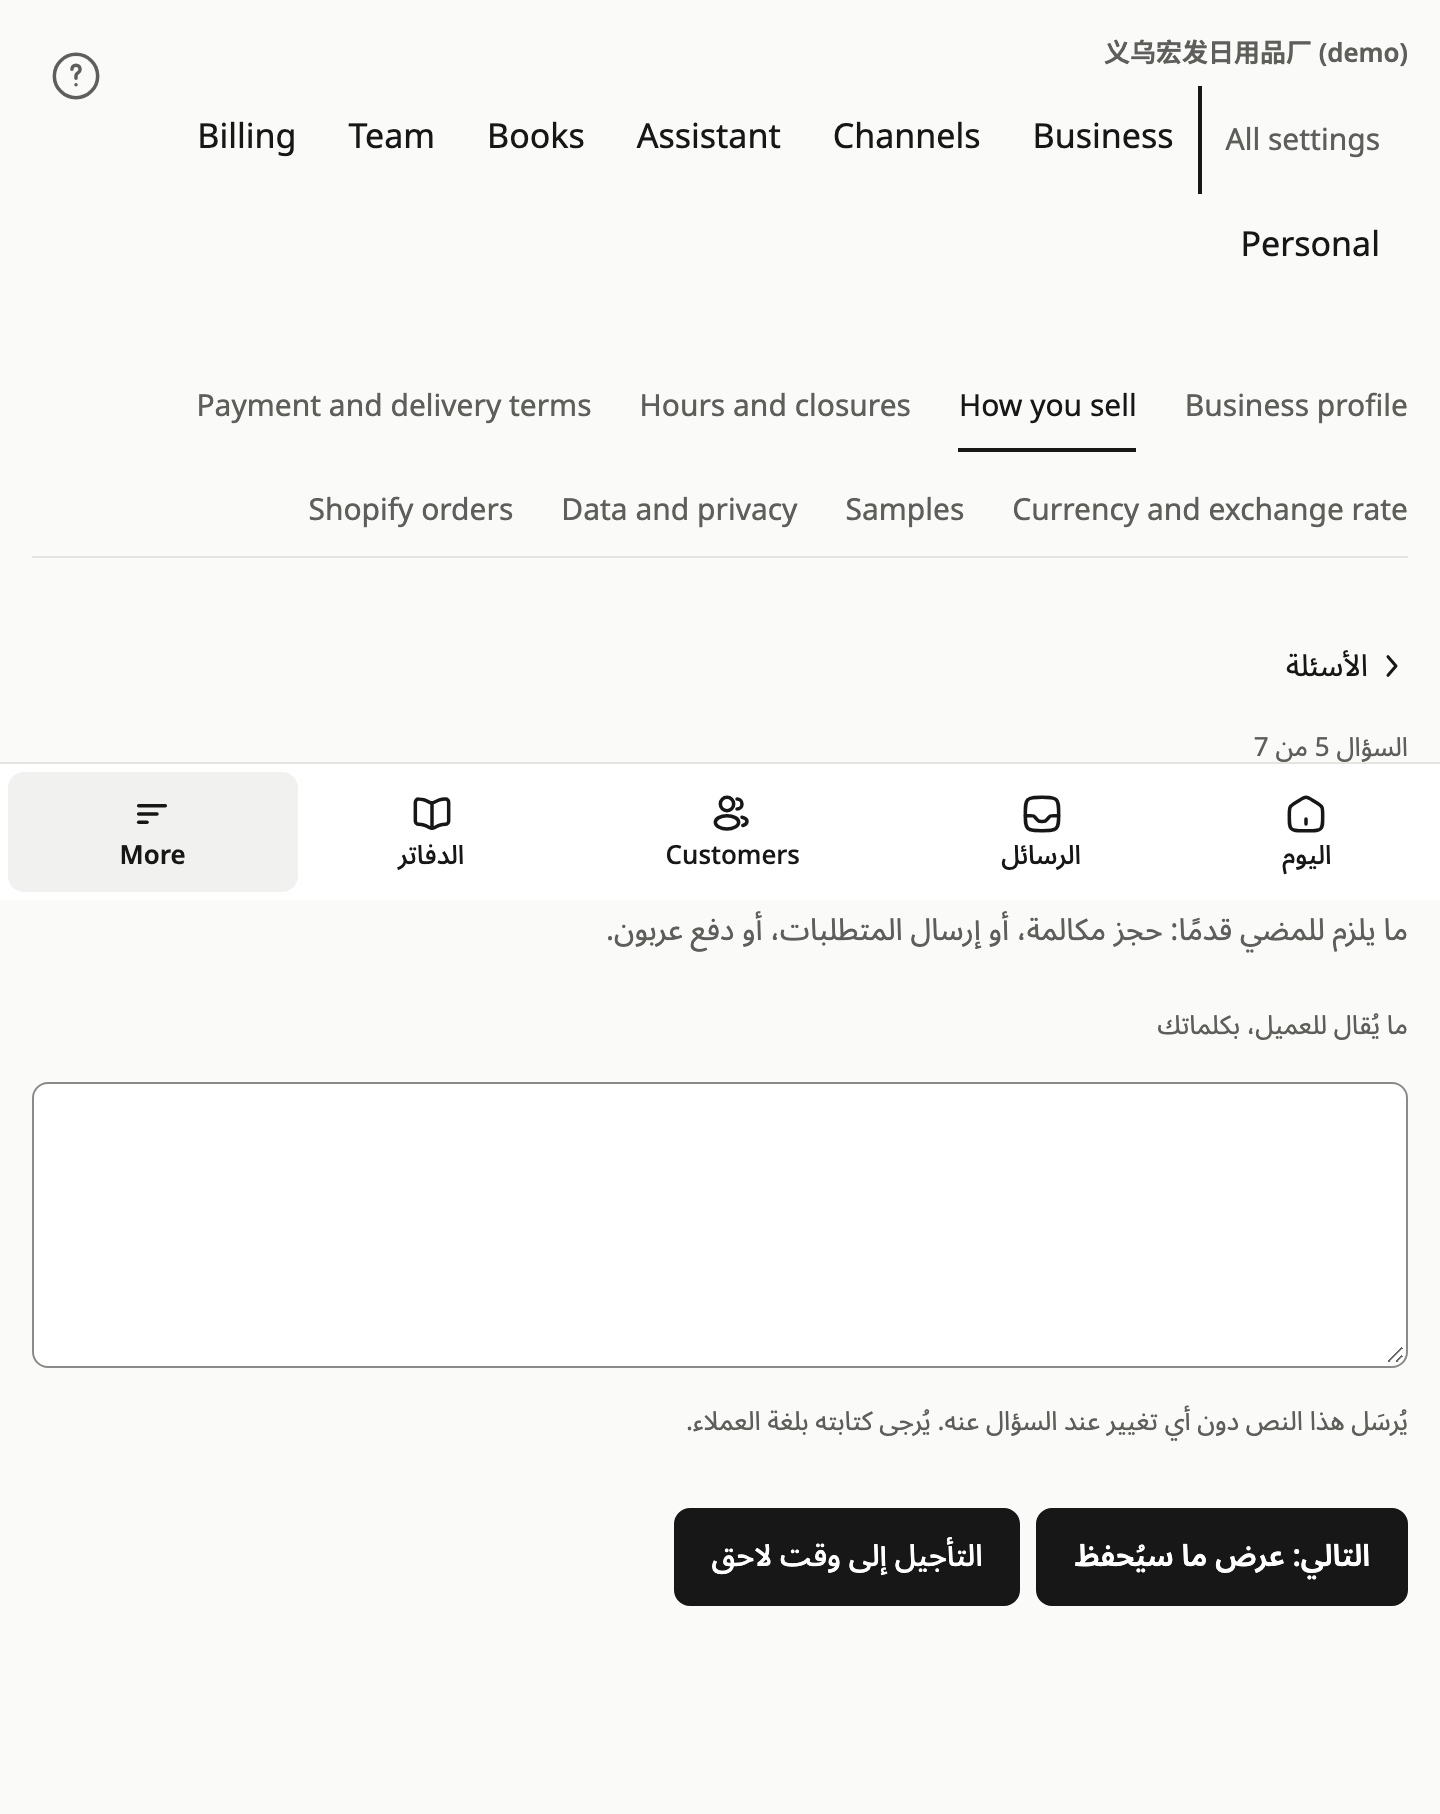 义乌宏发日用品厂 (demo)
All settings
Business
Channels
Assistant
Books
Team
Billing
Personal
Business profile
How you sell
Hours and closures
Payment and delivery terms
Currency and exchange rate
Samples
Data and privacy
Shopify orders
الأسئلة
السؤال 5 من 7
اليوم
الرسائل
Customers
الدفاتر
More
ما يلزم للمضي قدمًا: حجز مكالمة، أو إرسال المتطلبات، أو دفع عربون.
ما يُقال للعميل، بكلماتك
يُرسَل هذا النص دون أي تغيير عند السؤال عنه. يُرجى كتابته بلغة العملاء.
التالي: عرض ما سيُحفظ
التأجيل إلى وقت لاحق